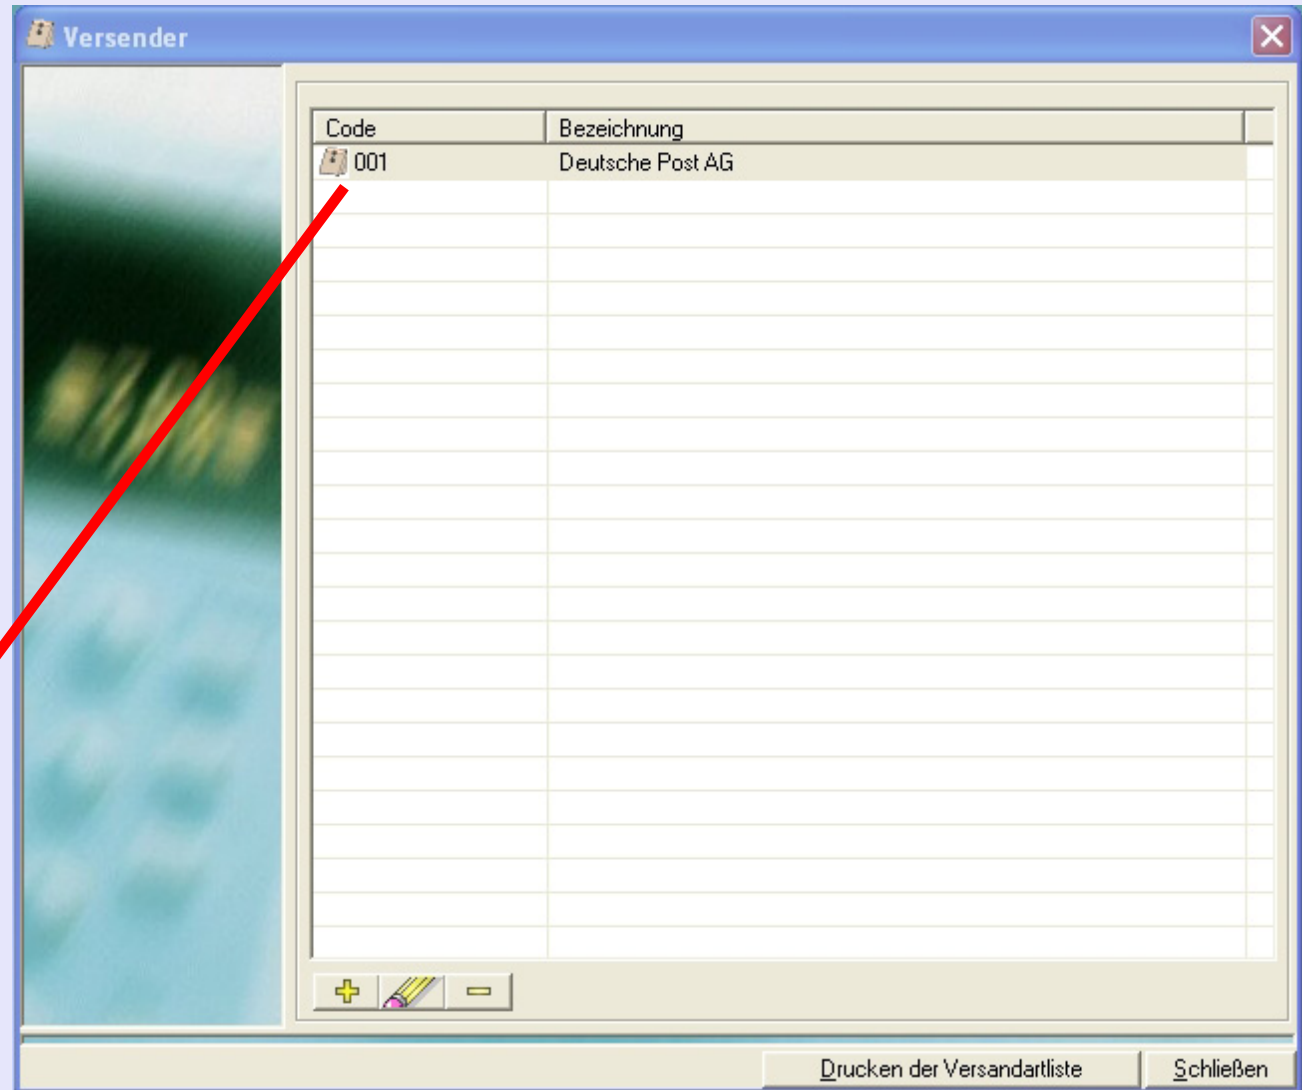 Versender
Code Bezeichnung
001 Deutsche Post AG
Drucken der Versandartliste Schließen